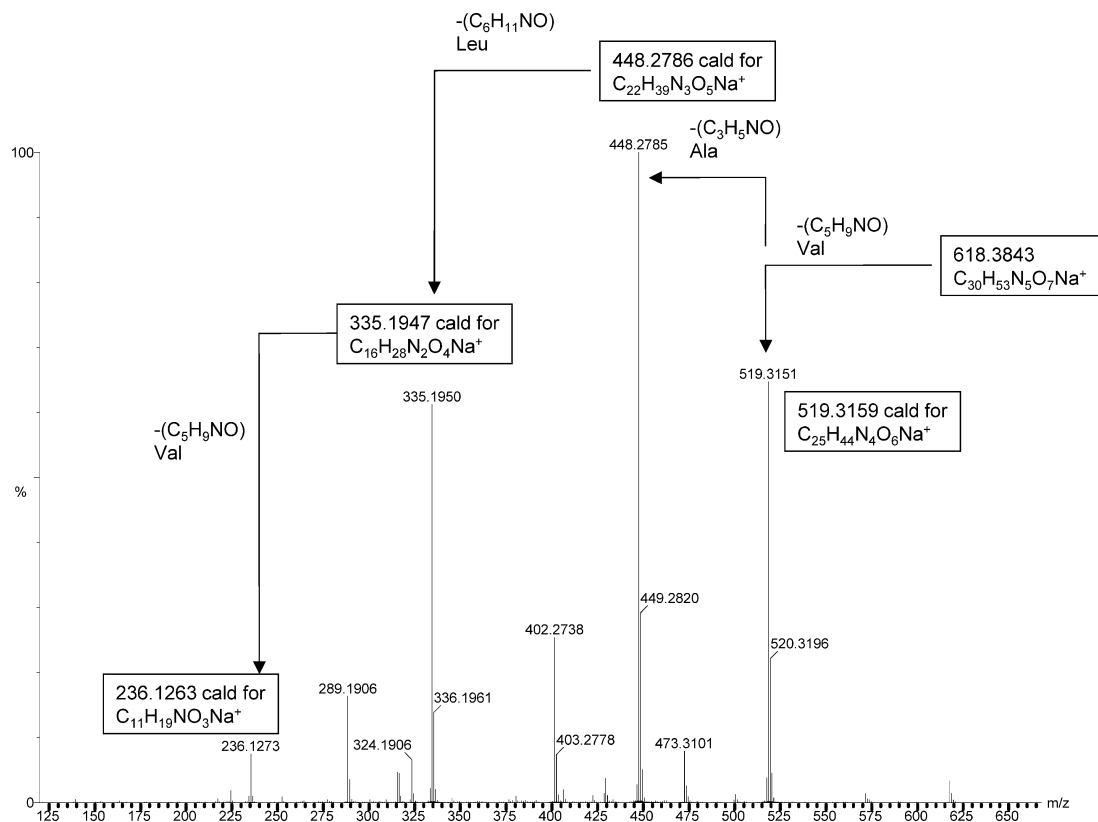 -(C₆H₁₁NO)
Leu
448.2786 cald for
C₂₂H₃₉N₃O₅Na⁺
-(C₃H₅NO)
Ala
100
448.2785
-(C₅H₉NO)
Val
618.3843
C₃₀H₅₃N₅O₇Na⁺
335.1947 cald for
C₁₆H₂₈N₂O₄Na⁺
519.3151
335.1950
519.3159 cald for
C₂₅H₄₄N₄O₆Na⁺
-(C₅H₉NO)
Val
%
449.2820
402.2738
520.3196
236.1263 cald for
C₁₁H₁₉NO₃Na⁺
289.1906
336.1961
236.1273
324.1906
403.2778
473.3101
0
m/z
125 150 175 200 225 250 275 300 325 350 375 400 425 450 475 500 525 550 575 600 625 650